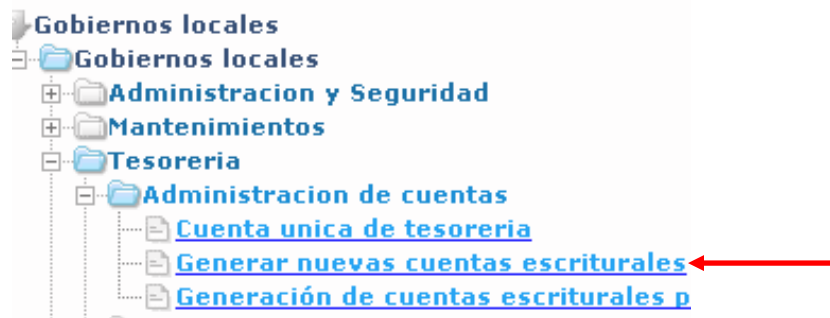 Gobiernos locales
Gobiernos locales
Administracion y Seguridad
Mantenimientos
Tesoreria
Administracion de cuentas
Cuenta unica de tesoreria
Generar nuevas cuentas escriturales
Generación de cuentas escriturales p